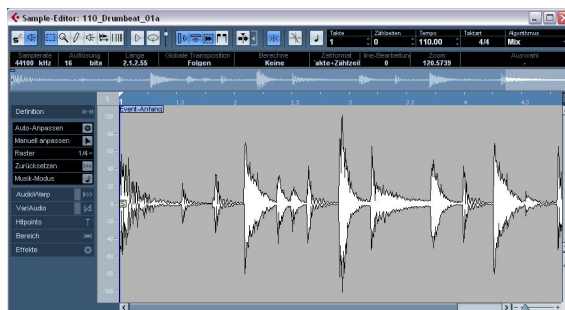 Sample-Editor: 110_Drumbeat_01a
Takte Zählzeiten Tempo Taktart Algorithmus
1 0 110.00 4/4 Mix
Samplerate Auflösung Länge Globale Transposition Berechne Zeitformat Zoom Auswahl
44100 kHz 16 bits 2.1.2.55 Folgen Keine 0 120.5739 -
1 1.3 2 2.3 3 3.3 4 4.3
Definition
Event-Anfang
Auto-Anpassen
Manuell anpassen
Raster 1/4
Zurücksetzen
Musik-Modus
AudioWarp
VariAudio
Hitpoints
Bereich
Effekte